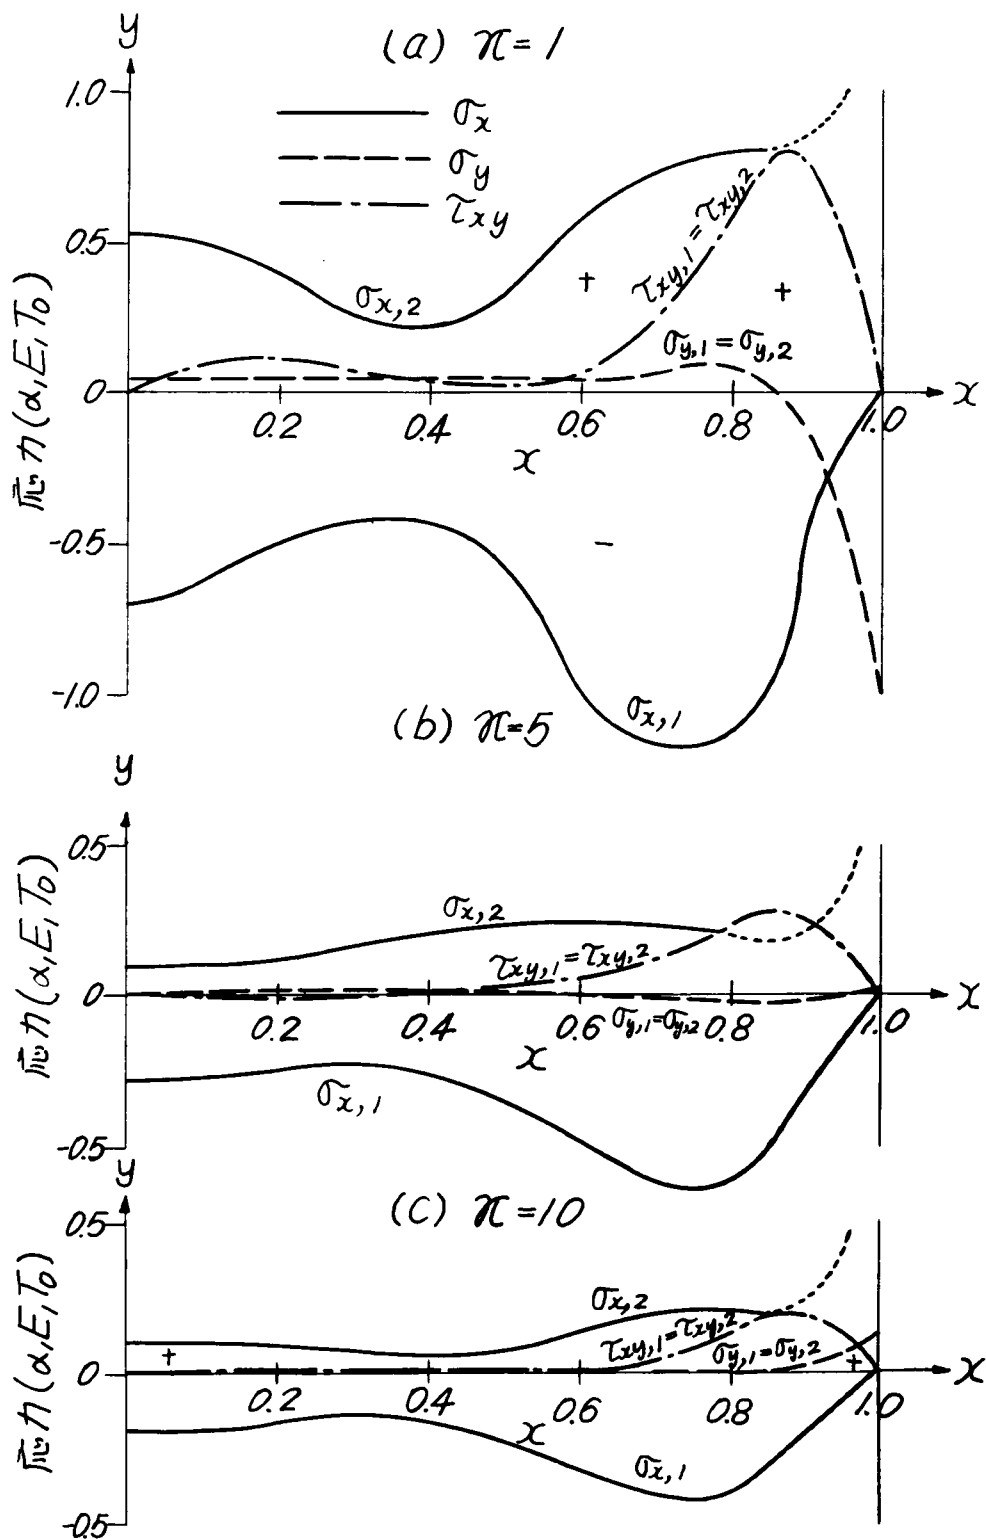 y
(a) n=1
1.0
σx
σy
τxy
0.5
σx,2
τxy,1=τxy,2
+
+
σy,1=σy,2
0
0.2
0.4
0.6
0.8
1.0
x
x
応力(α,E,T0)
-0.5
−
-1.0
σx,1
(b) n=5
y
0.5
σx,2
τxy,1=τxy,2
0
0.2
0.4
0.6
σy,1=σy,2
0.8
1.0
x
x
応力(α,E,T0)
σx,1
-0.5
y
(c) n=10
0.5
σx,2
τxy,1=τxy,2
σy,1=σy,2
+
+
0
0.2
0.4
0.6
0.8
1.0
x
x
応力(α,E,T0)
σx,1
-0.5